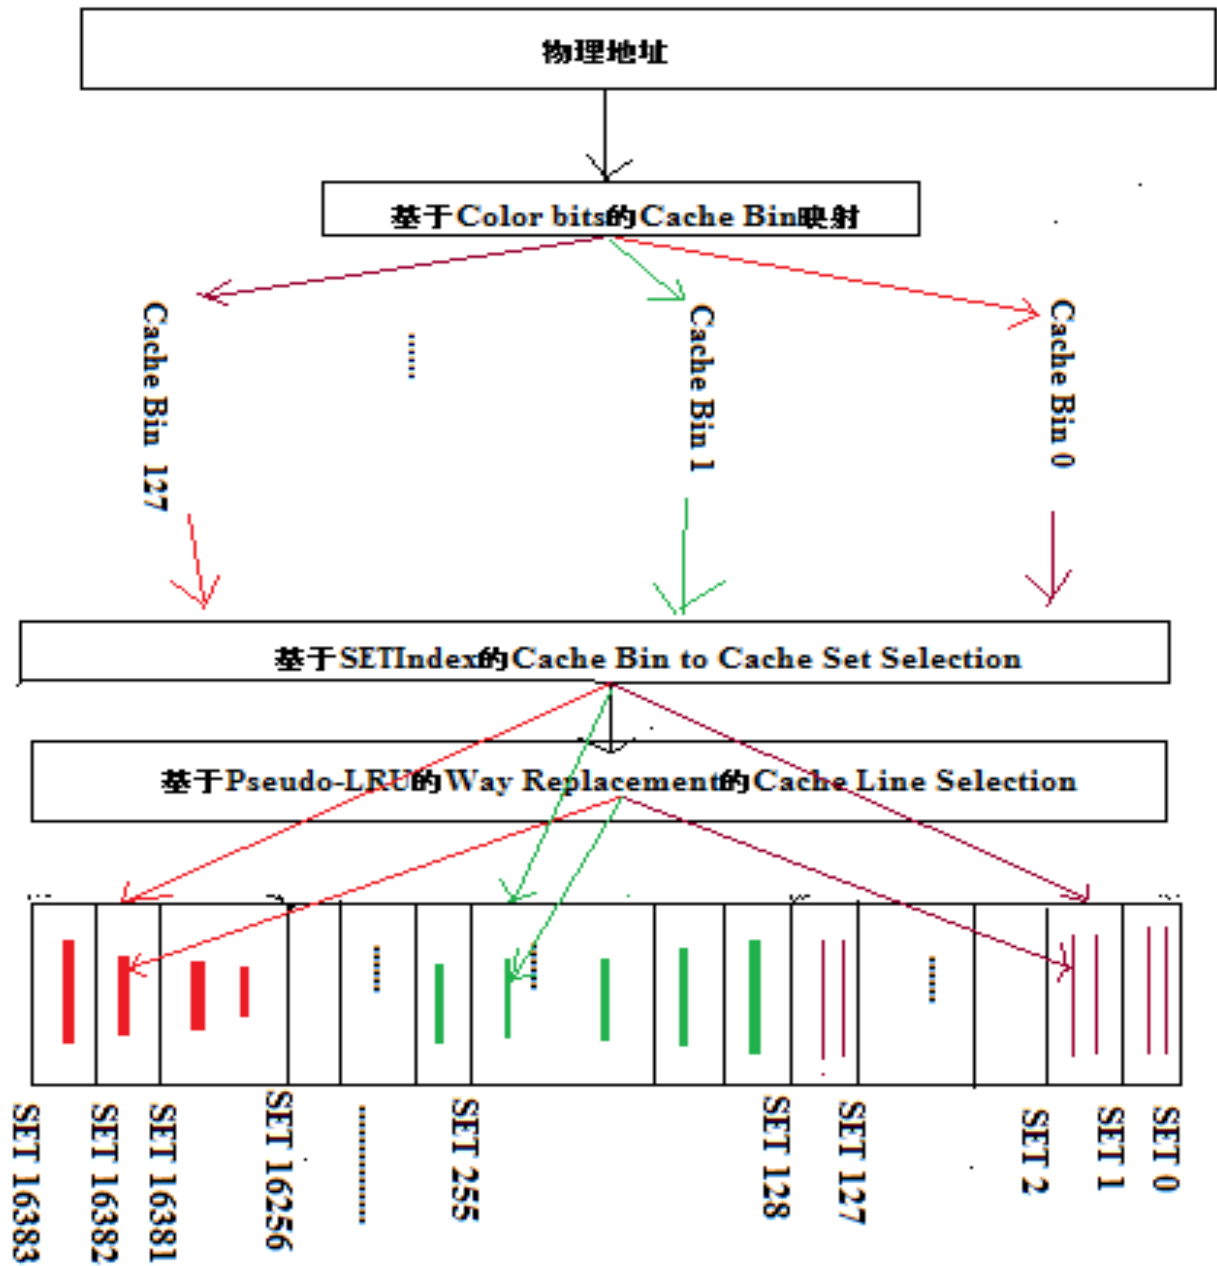 物理地址
基于Color bits的Cache Bin映射
Cache Bin 127
Cache Bin 1
Cache Bin 0
基于SETIndex的Cache Bin to Cache Set Selection
基于Pseudo-LRU的Way Replacement的Cache Line Selection
SET 16383
SET 16382
SET 16381
SET 16256
SET 255
SET 128
SET 127
SET 2
SET 1
SET 0